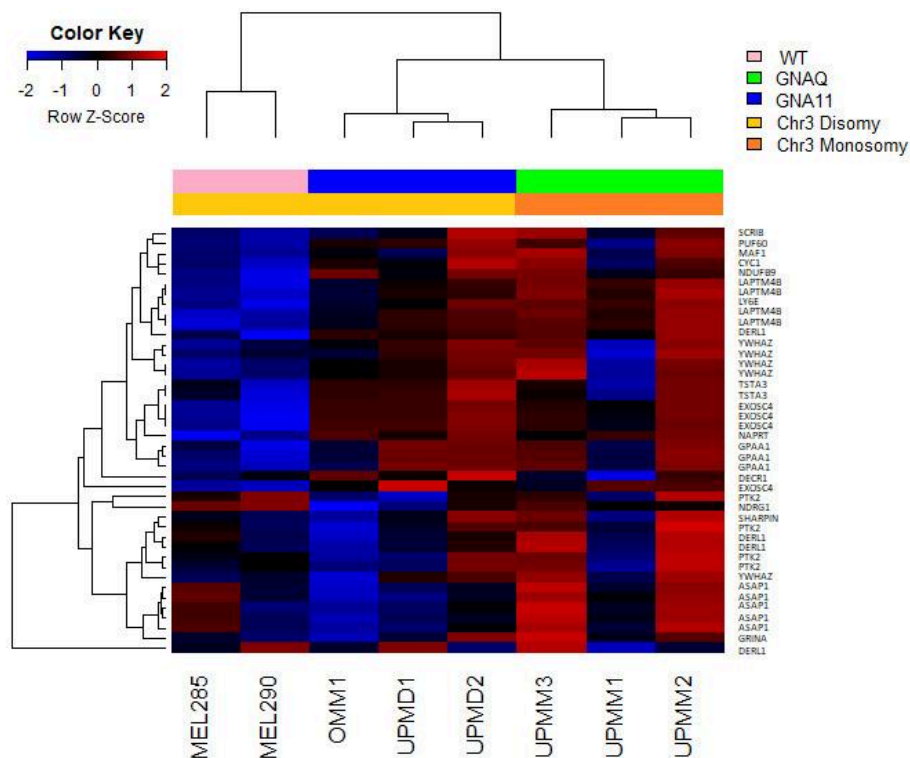 Color Key
-2 -1 0 1 2
Row Z-Score
WT
GNAQ
GNA11
Chr3 Disomy
Chr3 Monosomy
SCRIB
PUF60
MAF1
CYC1
NDUFB9
LAPTM4B
LAPTM4B
LY6E
LAPTM4B
LAPTM4B
DERL1
YWHAZ
YWHAZ
YWHAZ
YWHAZ
TSTA3
TSTA3
EXOSC4
EXOSC4
EXOSC4
NAPRT
GPAA1
GPAA1
GPAA1
DECR1
EXOSC4
PTK2
NDRG1
SHARPIN
PTK2
DERL1
DERL1
PTK2
PTK2
YWHAZ
ASAP1
ASAP1
ASAP1
ASAP1
ASAP1
GRINA
DERL1
MEL285
MEL290
OMM1
UPMD1
UPMD2
UPMM3
UPMM1
UPMM2